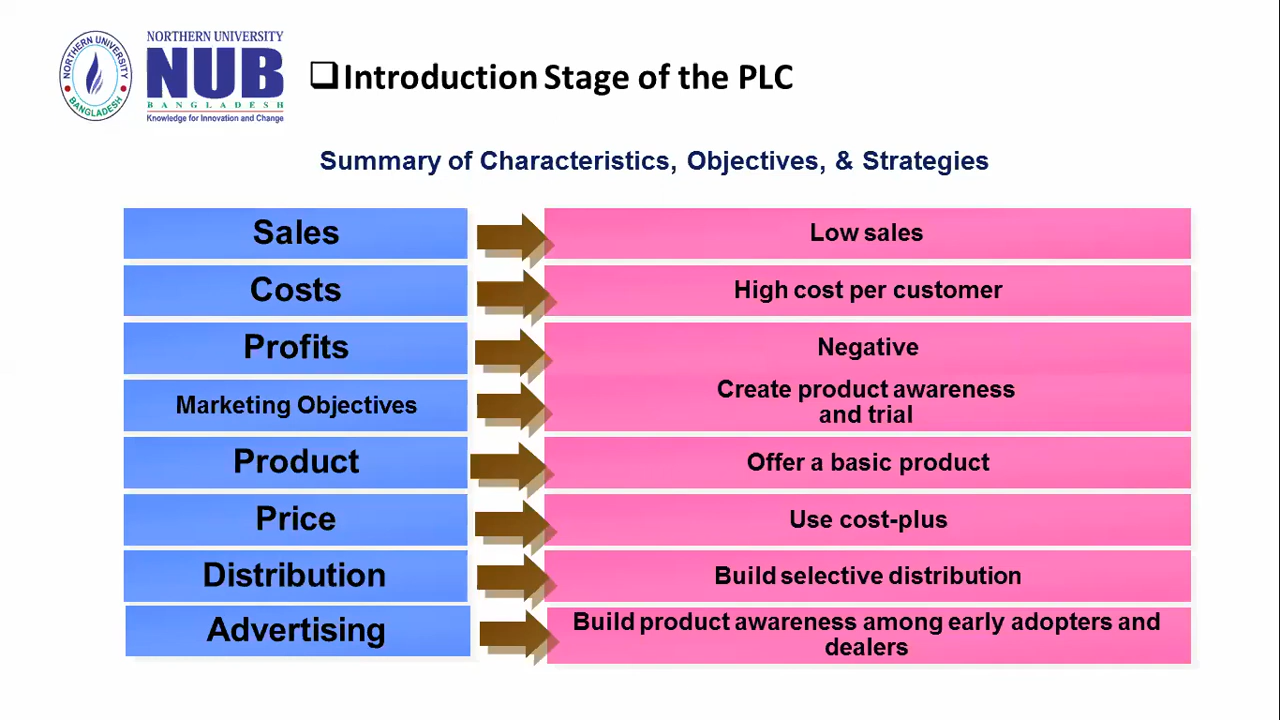 NORTHERN UNIVERSITY
BANGLADESH
NORTHERN UNIVERSITY
NUB
BANGLADESH
Knowledge for Innovation and Change
Introduction Stage of the PLC
Summary of Characteristics, Objectives, & Strategies
Sales
Low sales
Costs
High cost per customer
Profits
Negative
Marketing Objectives
Create product awareness
and trial
Product
Offer a basic product
Price
Use cost-plus
Distribution
Build selective distribution
Advertising
Build product awareness among early adopters and
dealers